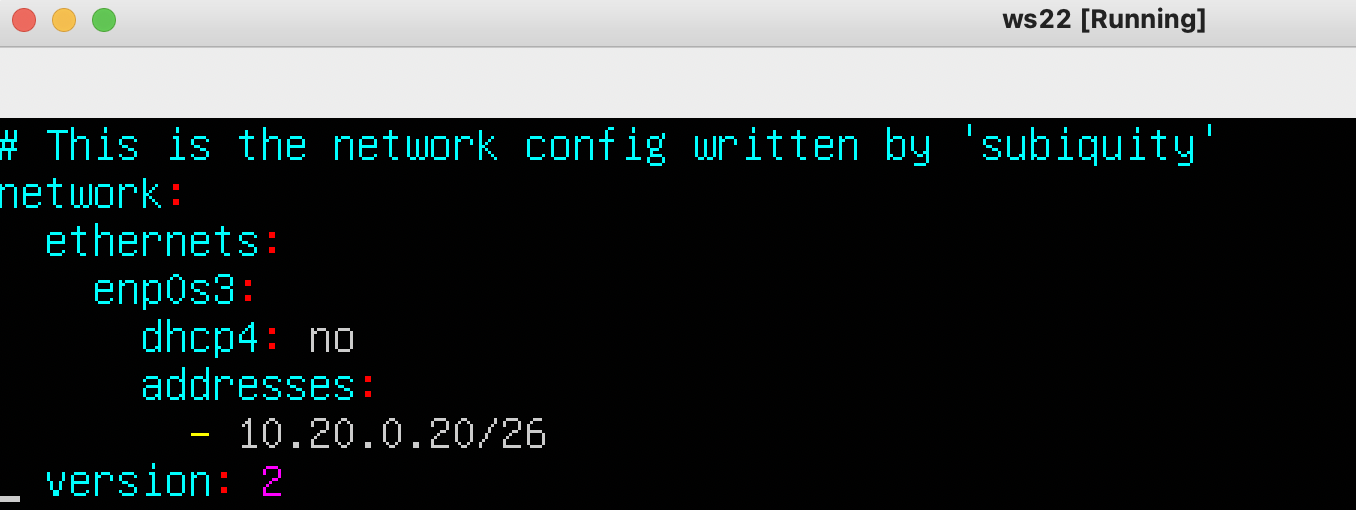 ws22 [Running]
# This is the network config written by 'subiquity'
network:
  ethernets:
    enp0s3:
      dhcp4: no
      addresses:
        - 10.20.0.20/26
  version: 2